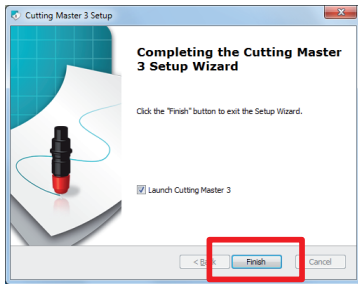 Cutting Master 3 Setup
Completing the Cutting Master
3 Setup Wizard
Click the "Finish" button to exit the Setup Wizard.
Launch Cutting Master 3
Finish
Cancel